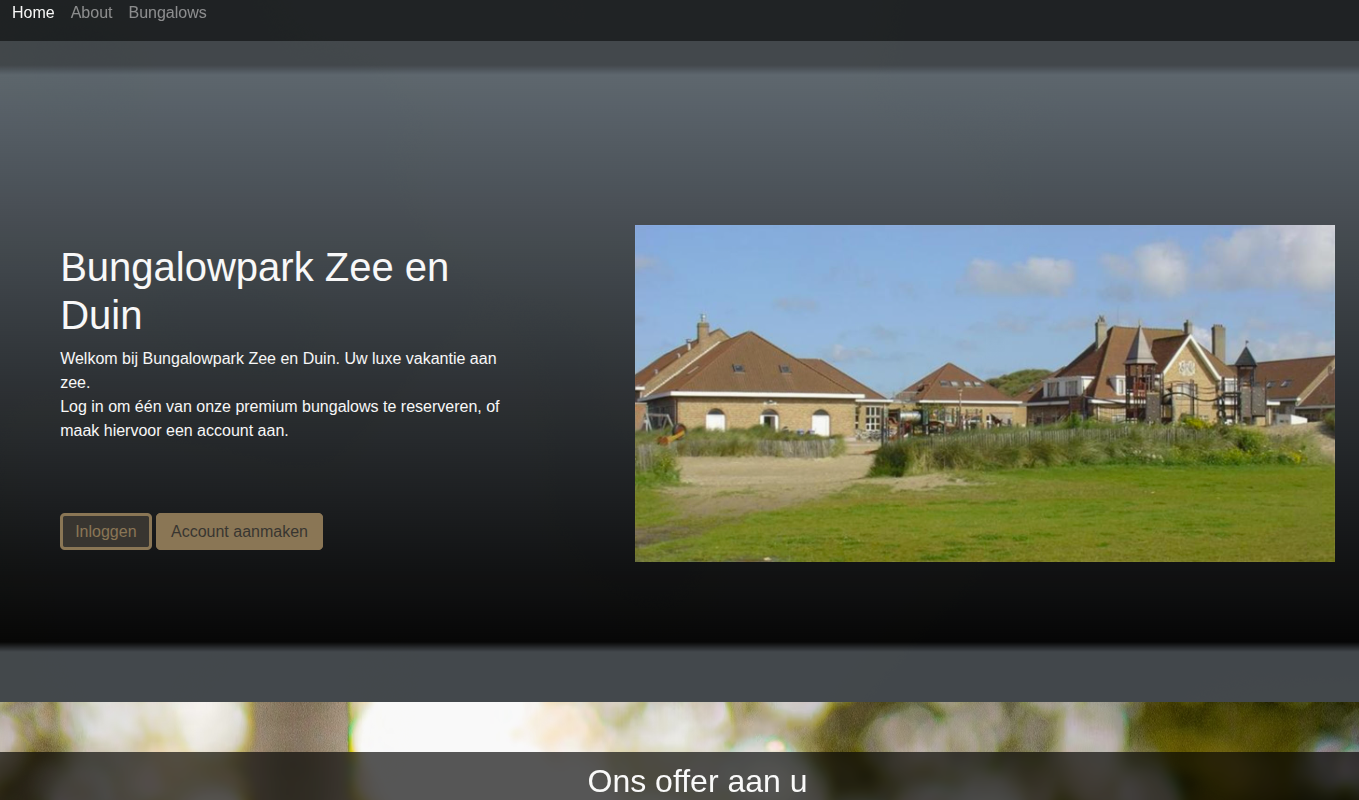 Home About Bungalows
Bungalowpark Zee en
Duin
Welkom bij Bungalowpark Zee en Duin. Uw luxe vakantie aan
zee.
Log in om één van onze premium bungalows te reserveren, of
maak hiervoor een account aan.
Inloggen Account aanmaken
Ons offer aan u